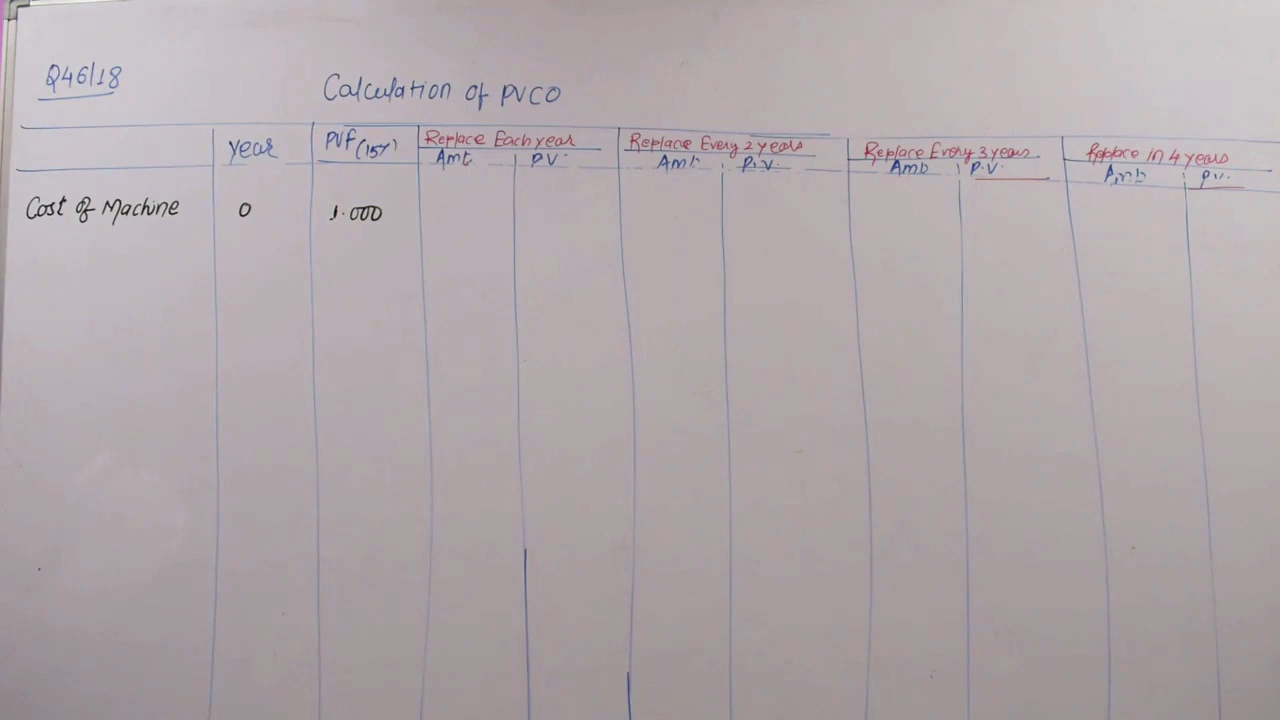 Q46/18
Calculation of PVCO
year PVF(15%) Replace Each year Replace Every 2 years Replace Every 3 years Replace in 4 years
Amt P.V. Amt P.V. Amt P.V. Amt P.V.
Cost of Machine 0 1.000